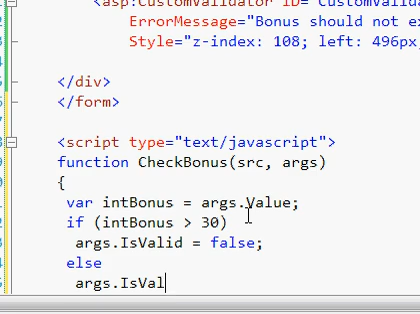 <asp:CustomValidator ID="CustomValida
ErrorMessage="Bonus should not ex
Style="z-index: 108; left: 496px
</div>
</form>
<script type="text/javascript">
function CheckBonus(src, args)
{
var intBonus = args.Value;
if (intBonus > 30)
args.IsValid = false;
else
args.IsVal